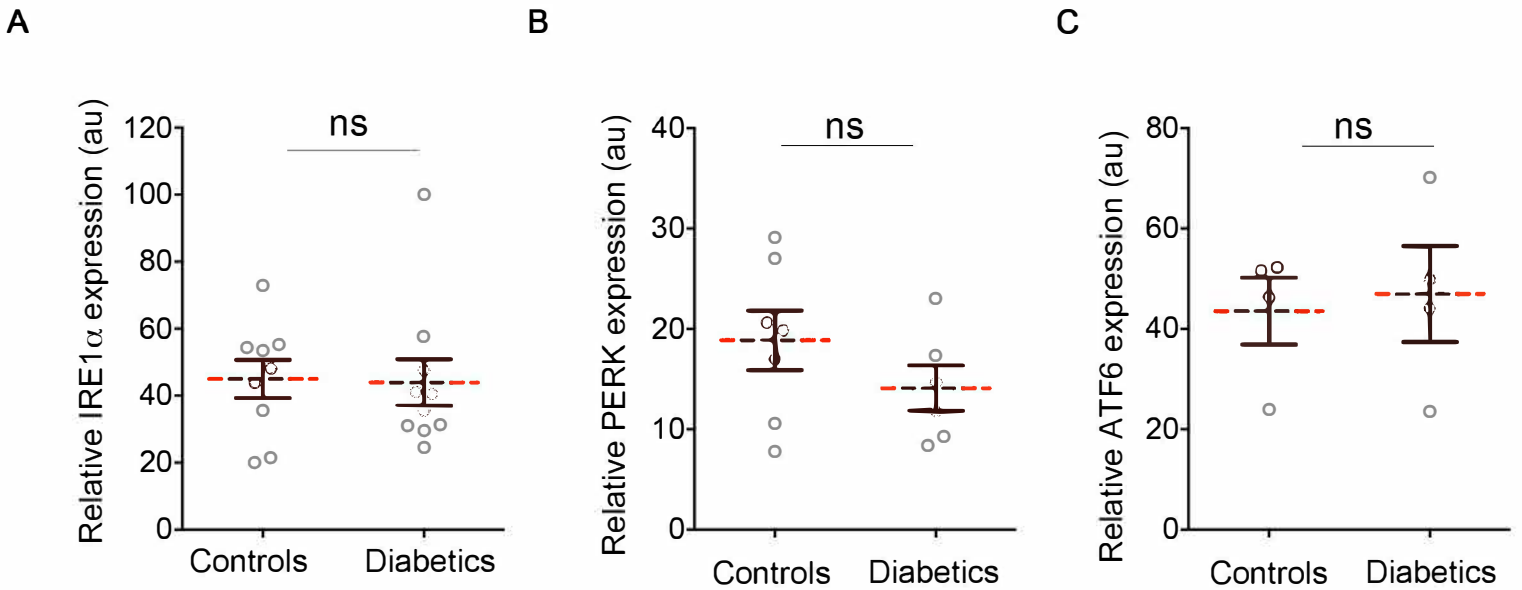 A
B
C
Relative IRE1α expression (au)
120
100
80
60
40
20
0
ns
Controls
Diabetics
Relative PERK expression (au)
40
30
20
10
0
ns
Controls
Diabetics
Relative ATF6 expression (au)
80
60
40
20
0
ns
Controls
Diabetics